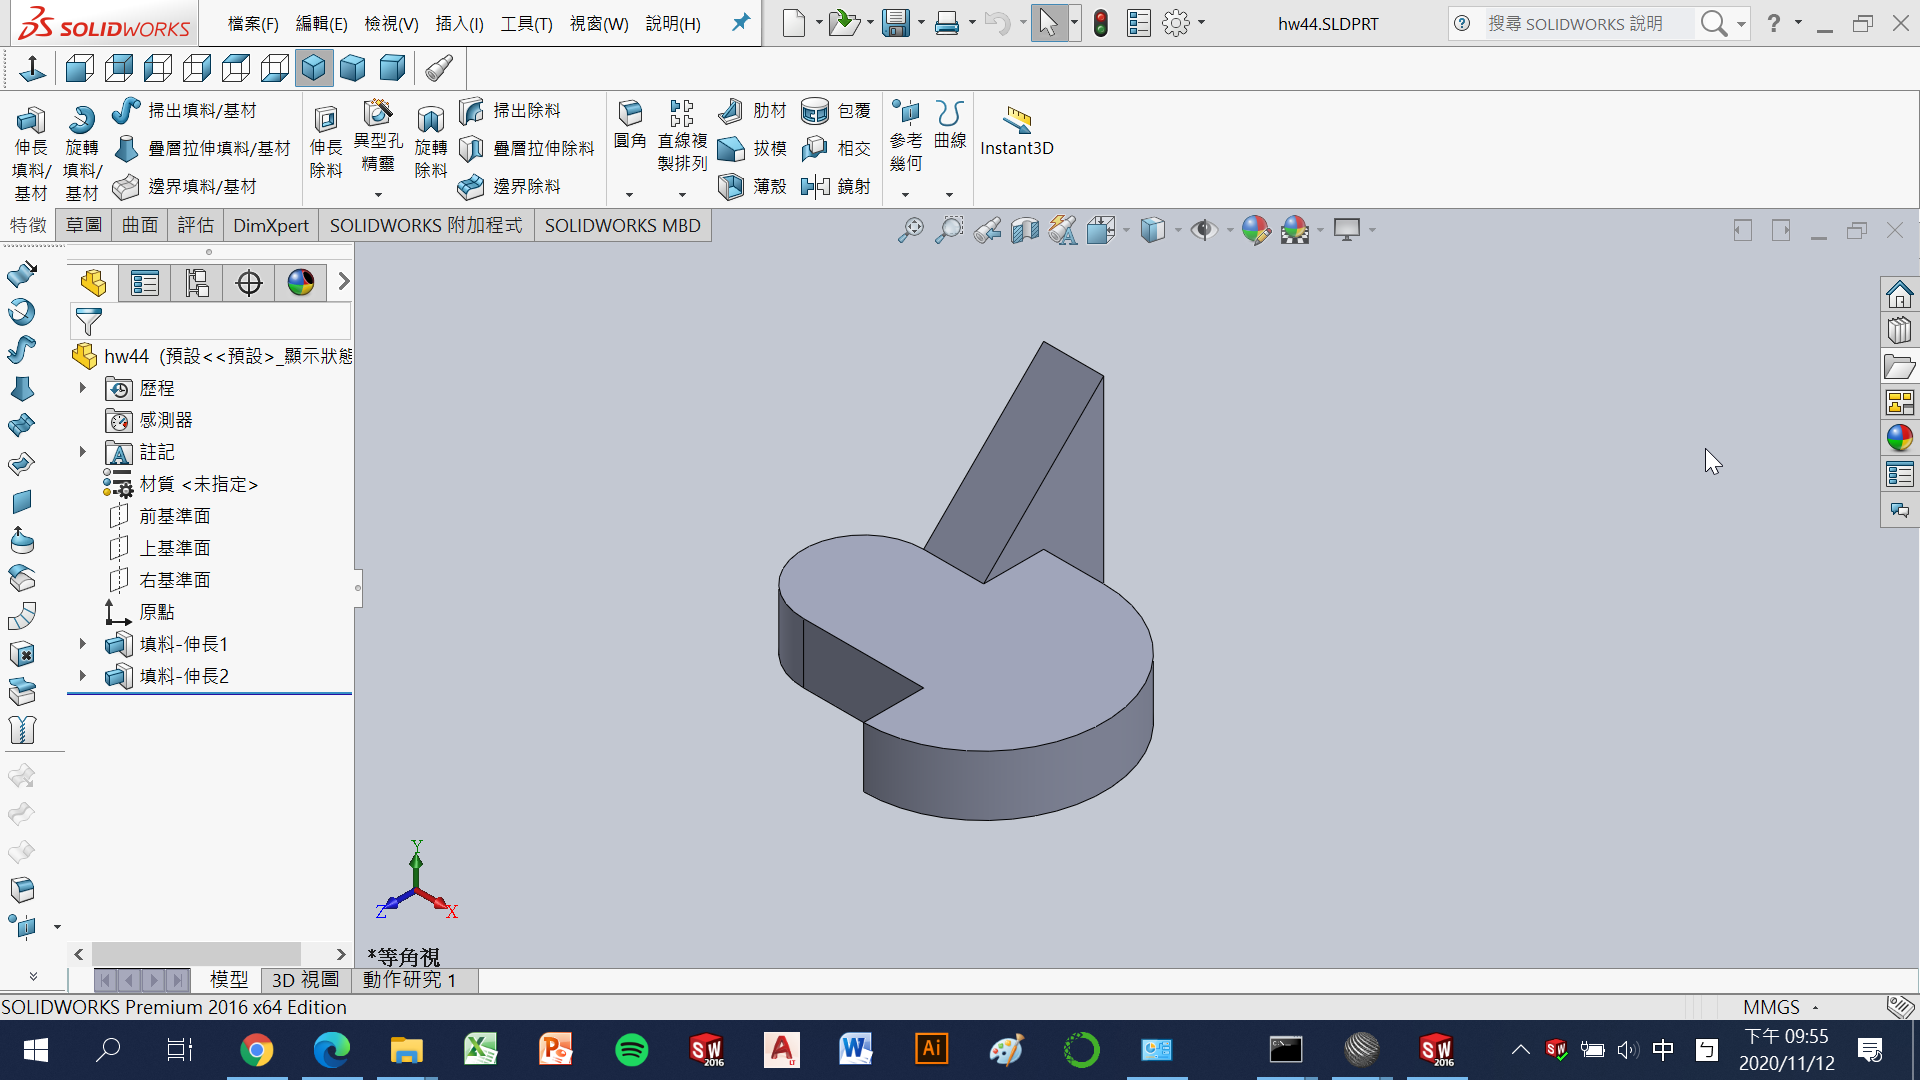 SOLIDWORKS 檔案(F) 編輯(E) 檢視(V) 插入(I) 工具(T) 視窗(W) 說明(H) hw44.SLDPRT 搜尋 SOLIDWORKS 說明
伸長填料/基材
旋轉填料/基材
掃出填料/基材
疊層拉伸填料/基材
邊界填料/基材
伸長除料
異型孔精靈
旋轉除料
掃出除料
疊層拉伸除料
邊界除料
圓角
直線複製排列
肋材
拔模
薄殼
包覆
相交
鏡射
參考幾何
曲線
Instant3D
特徵 草圖 曲面 評估 DimXpert SOLIDWORKS 附加程式 SOLIDWORKS MBD
hw44 (預設<<預設>_顯示狀態
歷程
感測器
註記
材質 <未指定>
前基準面
上基準面
右基準面
原點
填料-伸長1
填料-伸長2
Y
Z
X
*等角視
模型 3D 視圖 動作研究 1
SOLIDWORKS Premium 2016 x64 Edition MMGS
SW 2016
A LT
Ai
SW 2016
中
ㄅ
下午 09:55
2020/11/12